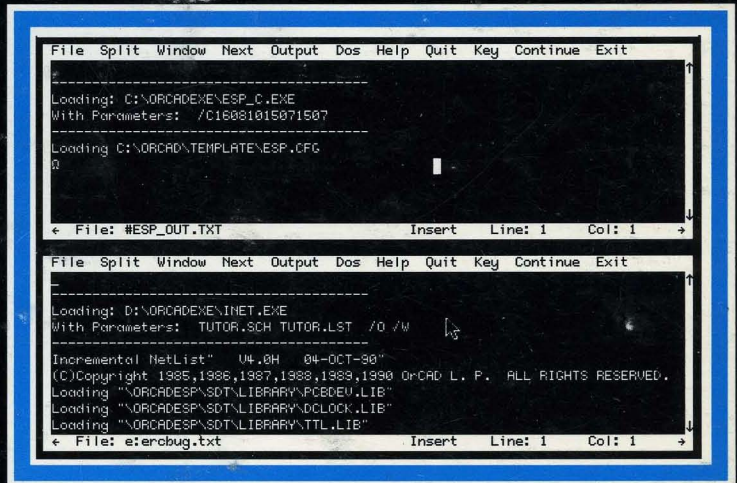 File Split Window Next Output Dos Help Quit Key Continue Exit
--------------------------------------
Loading: C:\ORCADEXE\ESP_C.EXE
With Parameters: /C16081015071507
--------------------------------------
Loading C:\ORCAD\TEMPLATE\ESP.CFG
Ω
← File: #ESP_OUT.TXT Insert Line: 1 Col: 1 →
File Split Window Next Output Dos Help Quit Key Continue Exit
--------------------------------------
Loading: D:\ORCADEXE\INET.EXE
With Parameters: TUTOR.SCH TUTOR.LST /O /W
--------------------------------------
Incremental NetList" V4.0H 04-OCT-90"
(C)Copyright 1985,1986,1987,1988,1989,1990 OrCAD L. P. ALL RIGHTS RESERVED.
Loading "\ORCADESP\SDT\LIBRARY\PCBDEV.LIB"
Loading "\ORCADESP\SDT\LIBRARY\DCLOCK.LIB"
Loading "\ORCADESP\SDT\LIBRARY\TTL.LIB"
← File: e:ercbug.txt Insert Line: 1 Col: 1 →